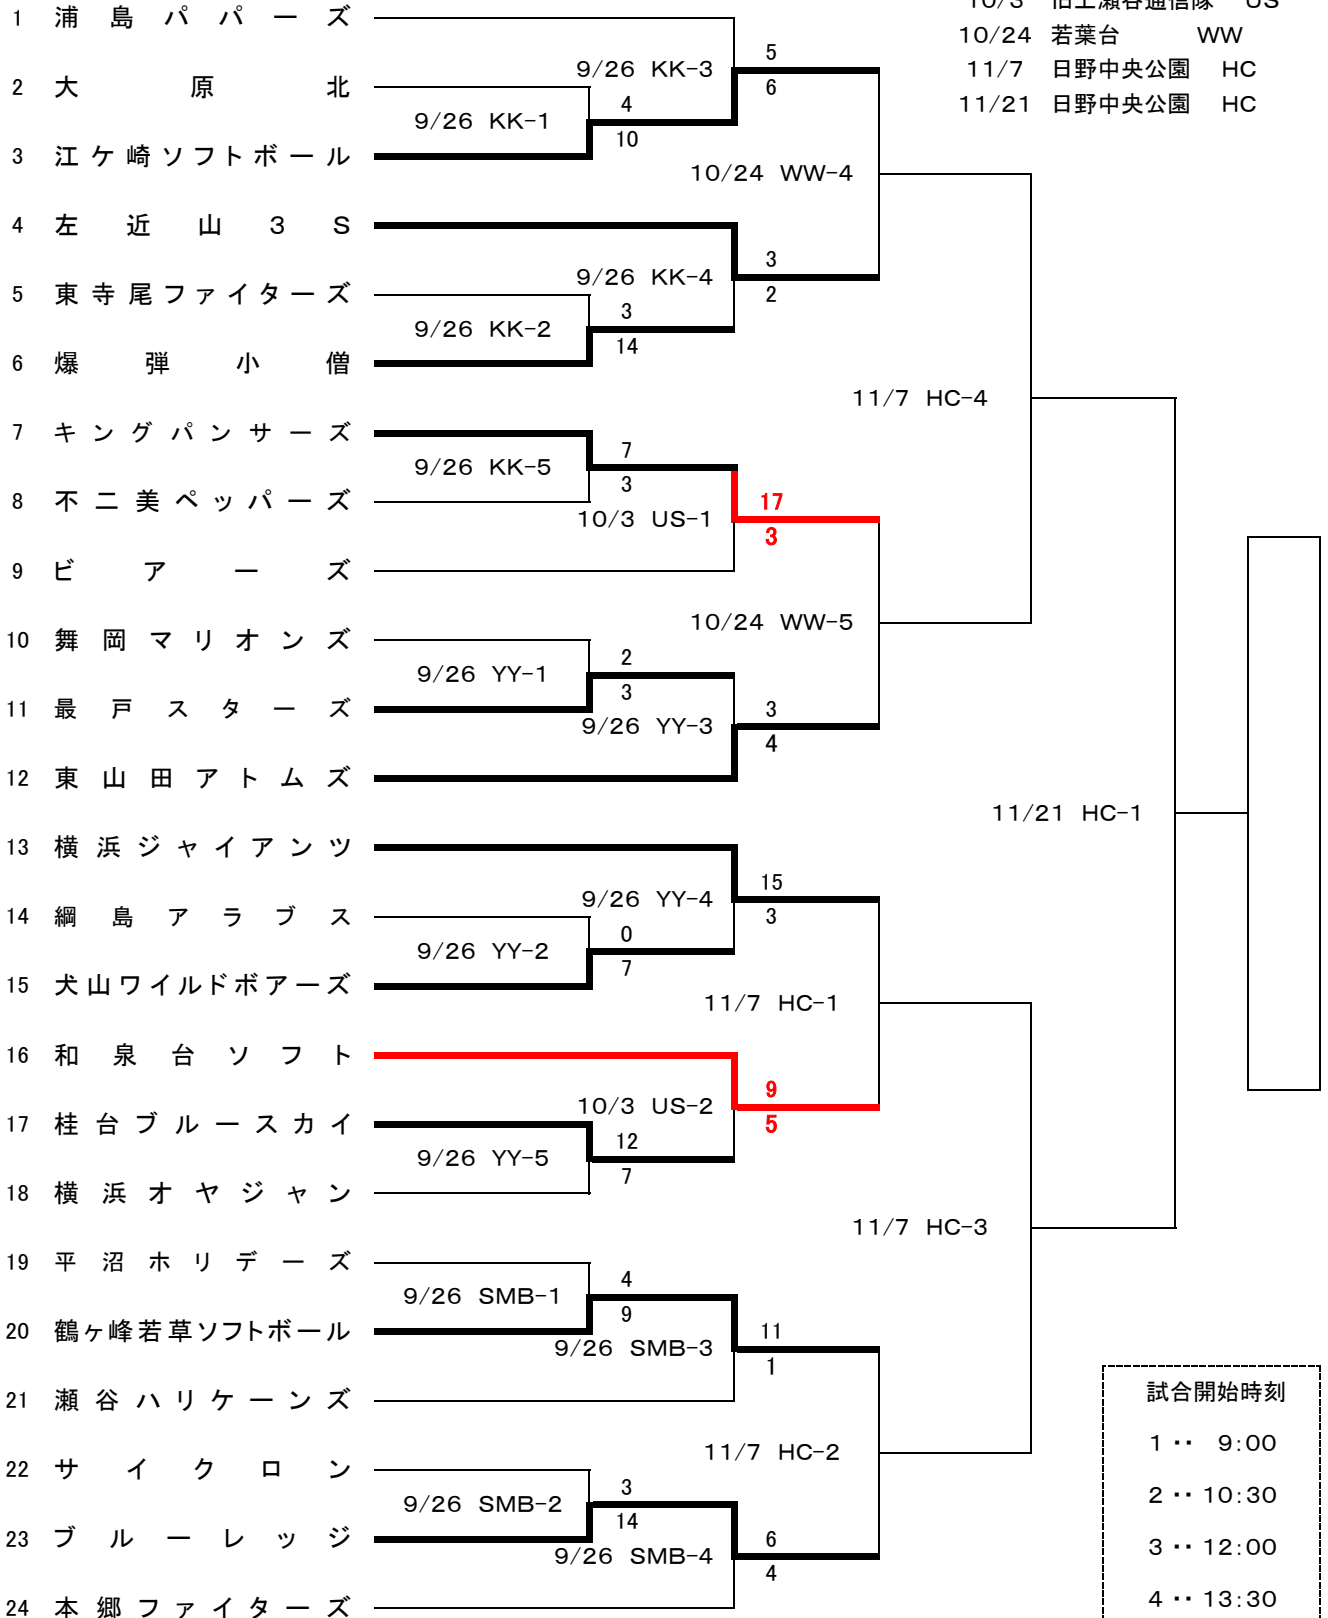 10/3 旧上瀬谷通信隊 US
10/24 若葉台 WW
11/7 日野中央公園 HC
11/21 日野中央公園 HC
1 浦島パパーズ
2 大原北
3 江ケ崎ソフトボール
4 左近山3S
5 東寺尾ファイターズ
6 爆弾小僧
7 キングパンサーズ
8 不二美ペッパーズ
9 ビアーズ
10 舞岡マリオンズ
11 最戸スターズ
12 東山田アトムズ
13 横浜ジャイアンツ
14 綱島アラブス
15 犬山ワイルドボアーズ
16 和泉台ソフト
17 桂台ブルースカイ
18 横浜オヤジャン
19 平沼ホリデーズ
20 鶴ヶ峰若草ソフトボール
21 瀬谷ハリケーンズ
22 サイクロン
23 ブルーレッジ
24 本郷ファイターズ
9/26 KK-1
4
10
9/26 KK-2
3
14
9/26 KK-5
7
3
9/26 YY-1
2
3
9/26 YY-2
0
7
9/26 YY-5
12
7
9/26 SMB-1
4
9
9/26 SMB-2
3
14
9/26 KK-3
5
6
9/26 KK-4
3
2
10/3 US-1
17
3
9/26 YY-3
3
4
9/26 YY-4
15
3
10/3 US-2
9
5
9/26 SMB-3
11
1
9/26 SMB-4
6
4
10/24 WW-4
10/24 WW-5
11/7 HC-1
11/7 HC-2
11/7 HC-4
11/7 HC-3
11/21 HC-1
試合開始時刻
1 ‥ 9:00
2 ‥ 10:30
3 ‥ 12:00
4 ‥ 13:30